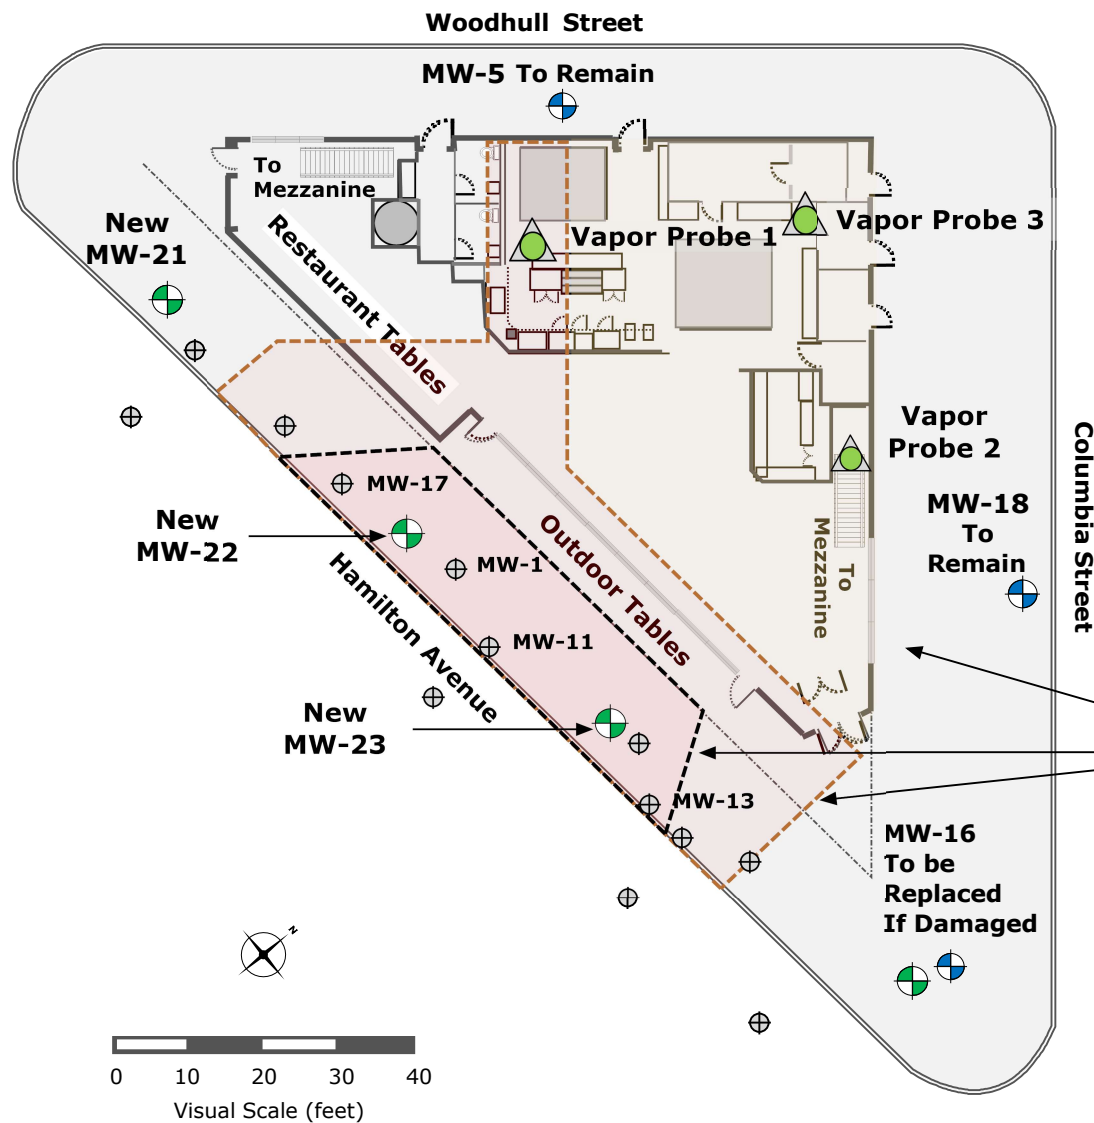 Woodhull Street
MW-5 To Remain
To
Mezzanine
New
MW-21
Restaurant Tables
Vapor Probe 1
Vapor Probe 3
Vapor
Probe 2
Columbia Street
MW-18
To
Remain
To
Mezzanine
MW-17
New
MW-22
MW-1
Outdoor Tables
Hamilton Avenue
MW-11
New
MW-23
MW-13
MW-16
To be
Replaced
If Damaged
N
0 10 20 30 40
Visual Scale (feet)